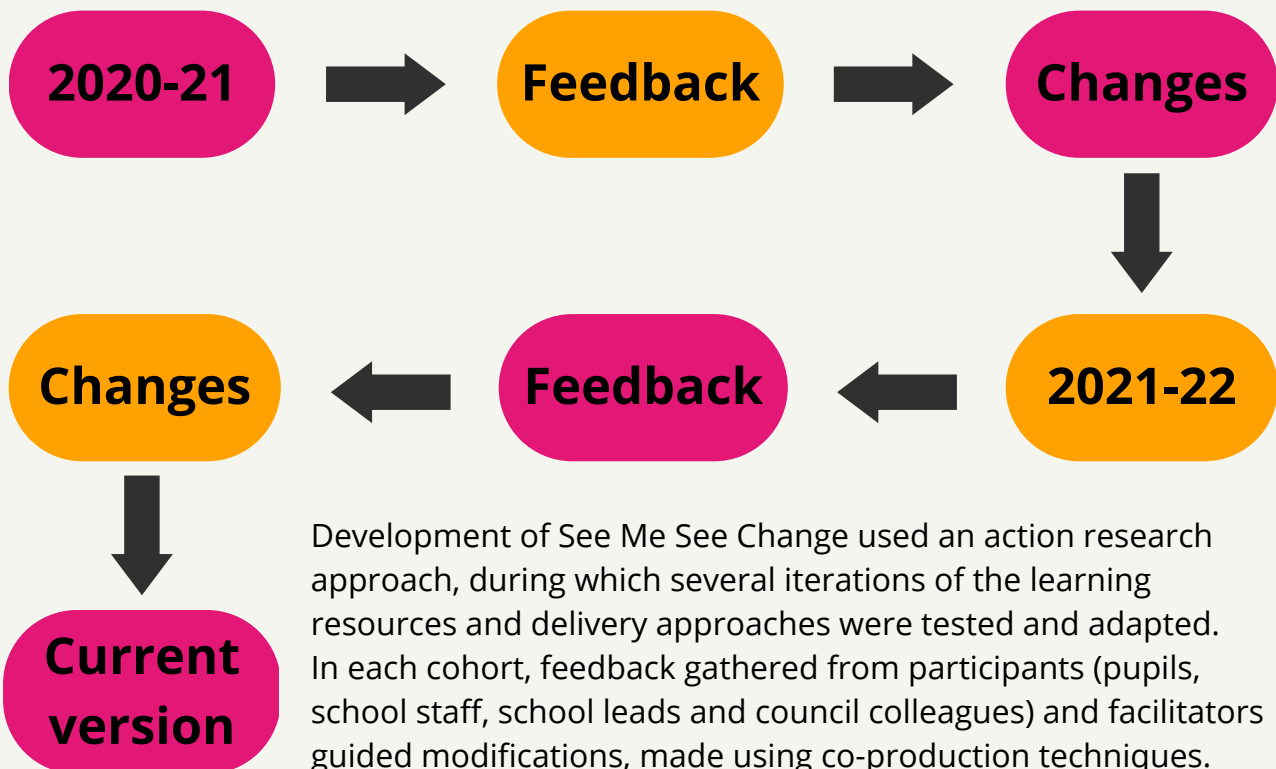 2020-21
Feedback
Changes
2021-22
Feedback
Changes
Current
version
Development of See Me See Change used an action research
approach, during which several iterations of the learning
resources and delivery approaches were tested and adapted.
In each cohort, feedback gathered from participants (pupils,
school staff, school leads and council colleagues) and facilitators
guided modifications, made using co-production techniques.